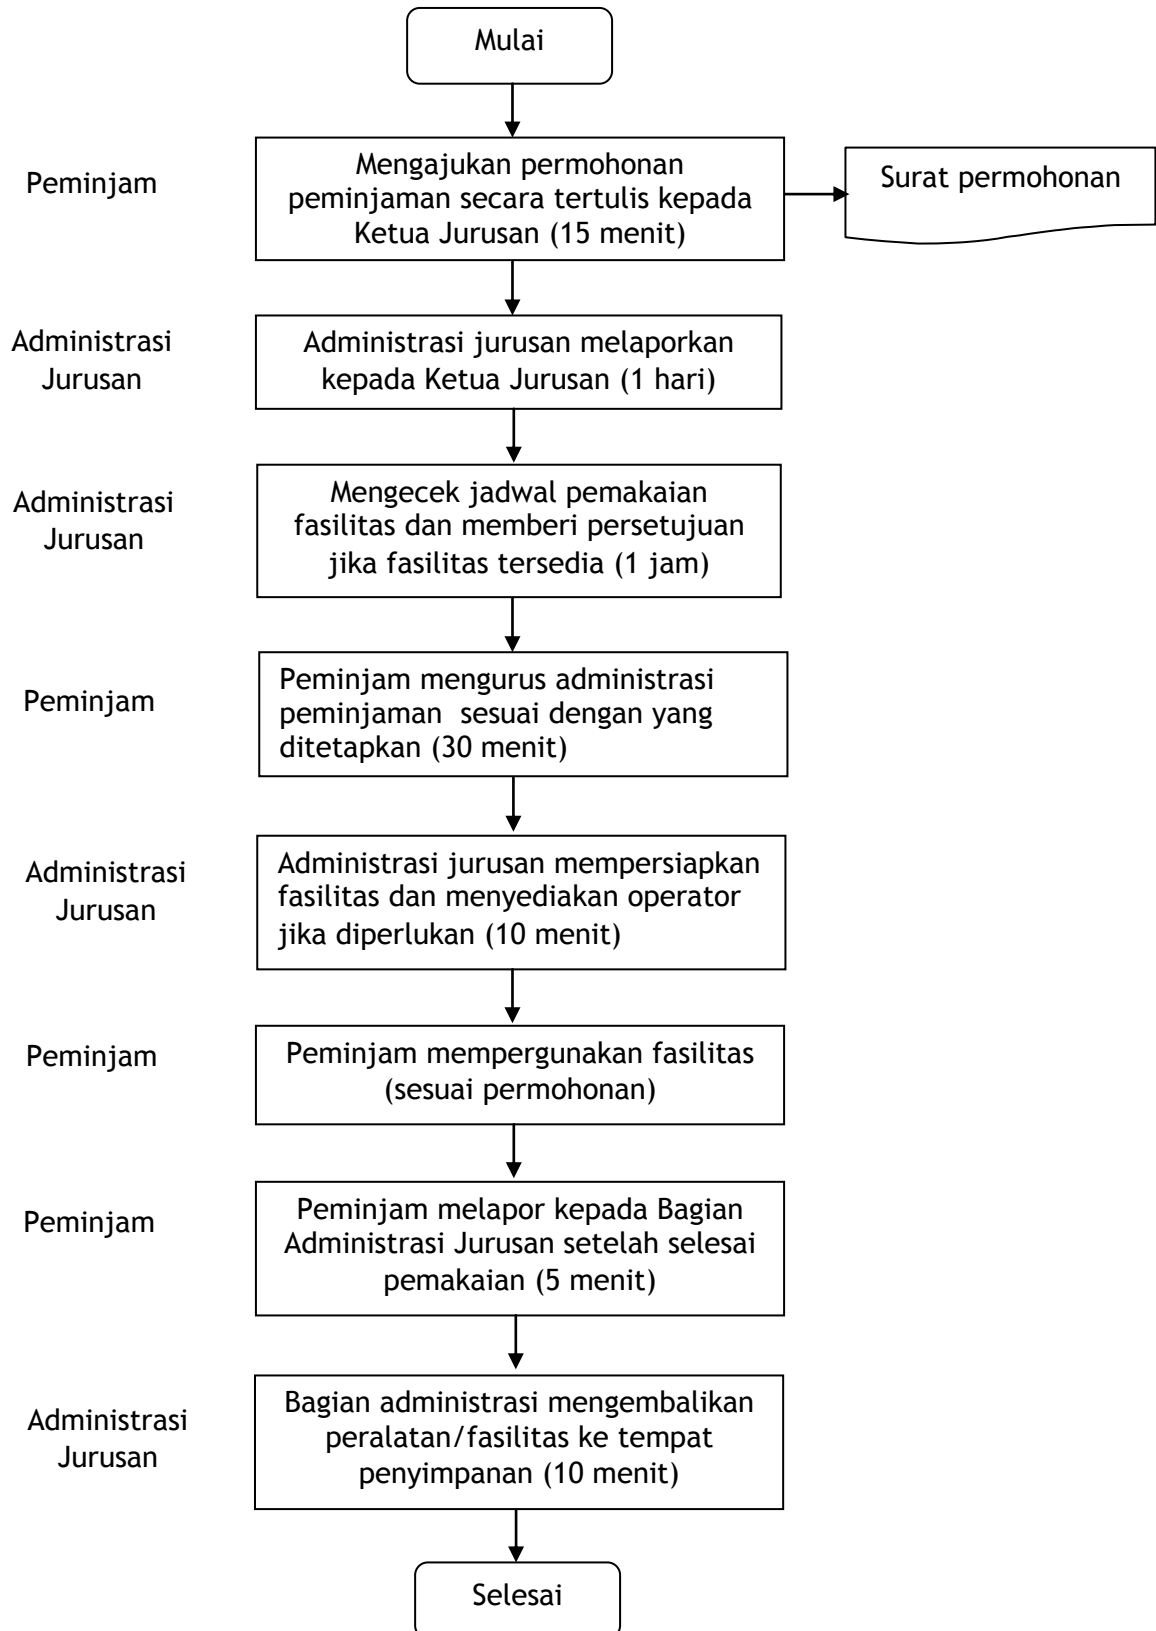 Mulai
Peminjam
Mengajukan permohonan
peminjaman secara tertulis kepada
Ketua Jurusan (15 menit)
Surat permohonan
Administrasi
Jurusan
Administrasi jurusan melaporkan
kepada Ketua Jurusan (1 hari)
Administrasi
Jurusan
Mengecek jadwal pemakaian
fasilitas dan memberi persetujuan
jika fasilitas tersedia (1 jam)
Peminjam
Peminjam mengurus administrasi
peminjaman  sesuai dengan yang
ditetapkan (30 menit)
Administrasi
Jurusan
Administrasi jurusan mempersiapkan
fasilitas dan menyediakan operator
jika diperlukan (10 menit)
Peminjam
Peminjam mempergunakan fasilitas
(sesuai permohonan)
Peminjam
Peminjam melapor kepada Bagian
Administrasi Jurusan setelah selesai
pemakaian (5 menit)
Administrasi
Jurusan
Bagian administrasi mengembalikan
peralatan/fasilitas ke tempat
penyimpanan (10 menit)
Selesai